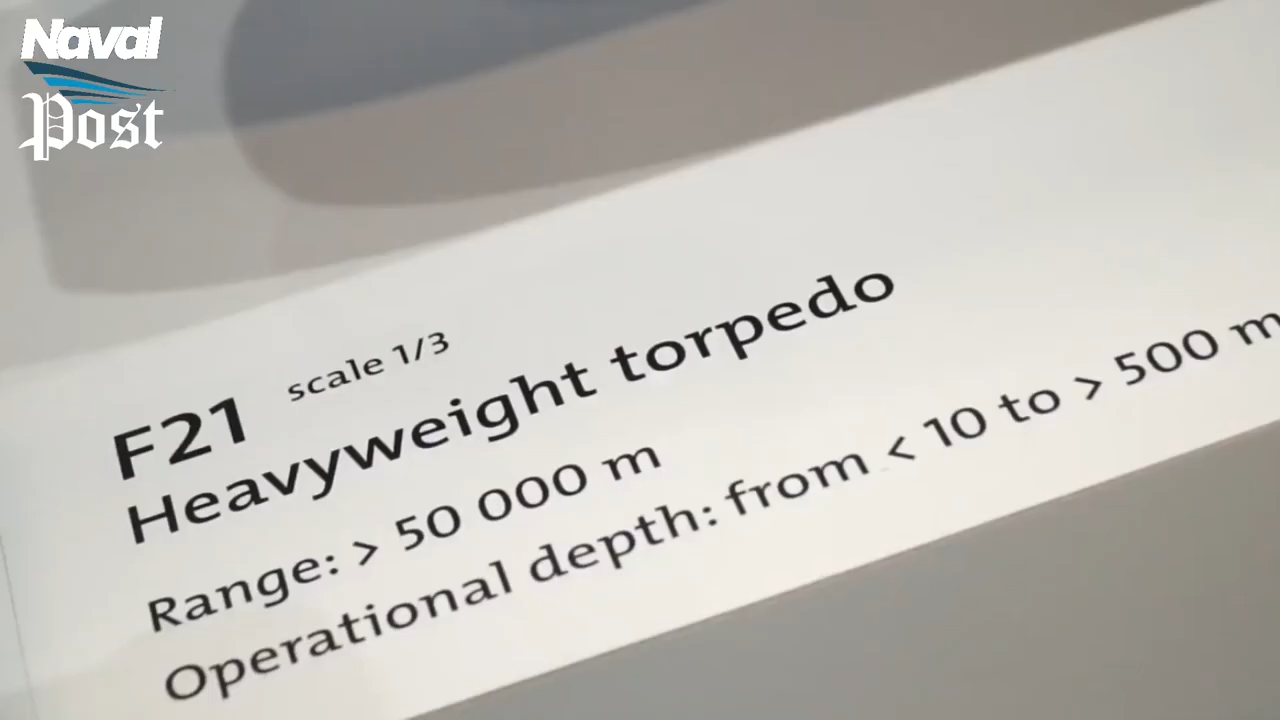 Naval
Post
F21 scale 1/3
Heavyweight torpedo
Range: > 50 000 m
Operational depth: from < 10 to > 500 m